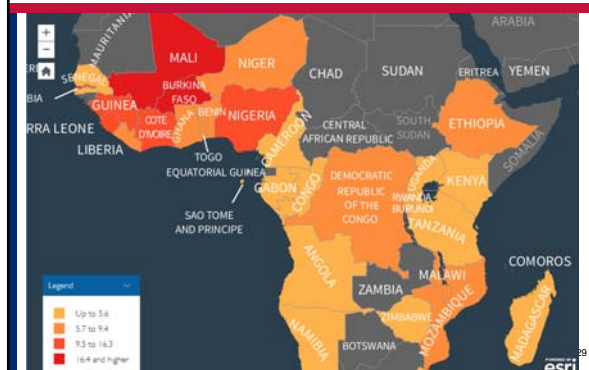 +
−
ARABIA
MAURITANIA
MALI
NIGER
CHAD
SUDAN
ERITREA
YEMEN
SENEGAL
BIA
GUINEA
BURKINA
FASO
BENIN
NIGERIA
COTE
D'IVOIRE
GHANA
RRA LEONE
LIBERIA
TOGO
CAMEROON
CENTRAL
AFRICAN REPUBLIC
SOUTH
SUDAN
ETHIOPIA
SOMALIA
EQUATORIAL GUINEA
GABON
CONGO
DEMOCRATIC
REPUBLIC
OF THE
CONGO
UGANDA
KENYA
RWANDA
BURUNDI
TANZANIA
SAO TOME
AND PRINCIPE
COMOROS
ANGOLA
ZAMBIA
MALAWI
MOZAMBIQUE
ZIMBABWE
MADAGASCAR
NAMIBIA
BOTSWANA
Legend
Up to 5.6
5.7 to 9.4
9.5 to 16.3
16.4 and higher
29
POWERED BY
esri